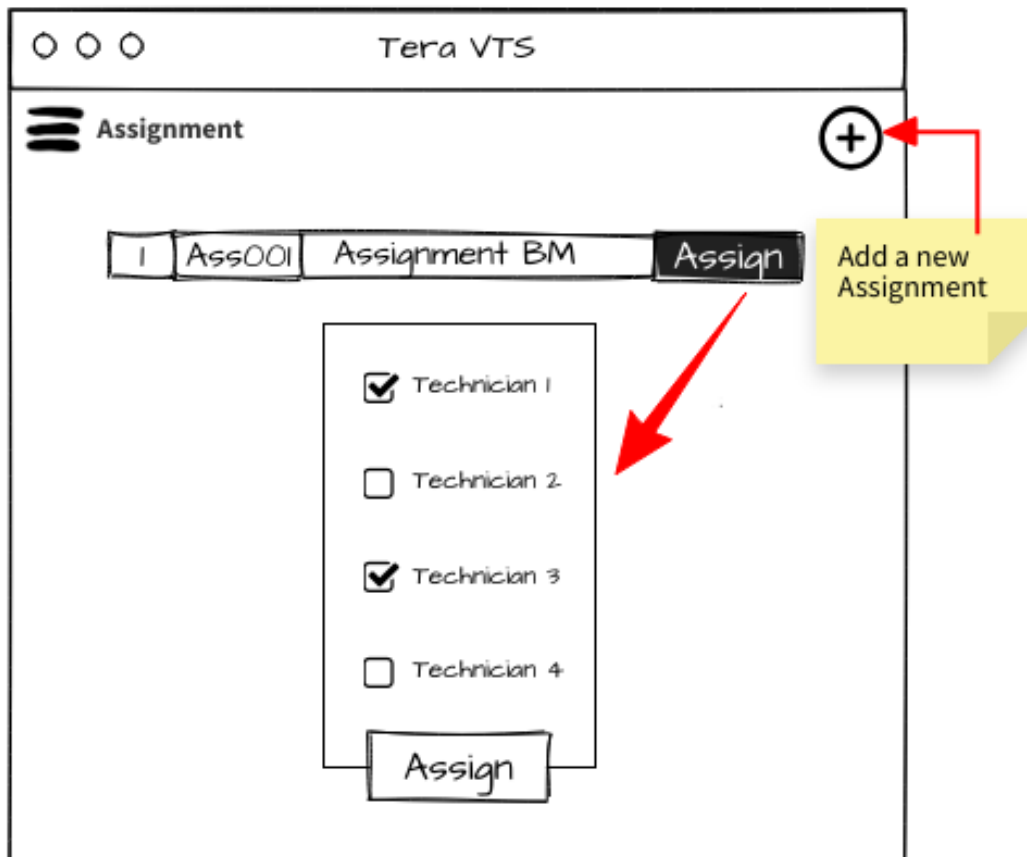 Tera VTS
Assignment
1 Ass001 Assignment BM Assign
Add a new
Assignment
Technician 1
Technician 2
Technician 3
Technician 4
Assign